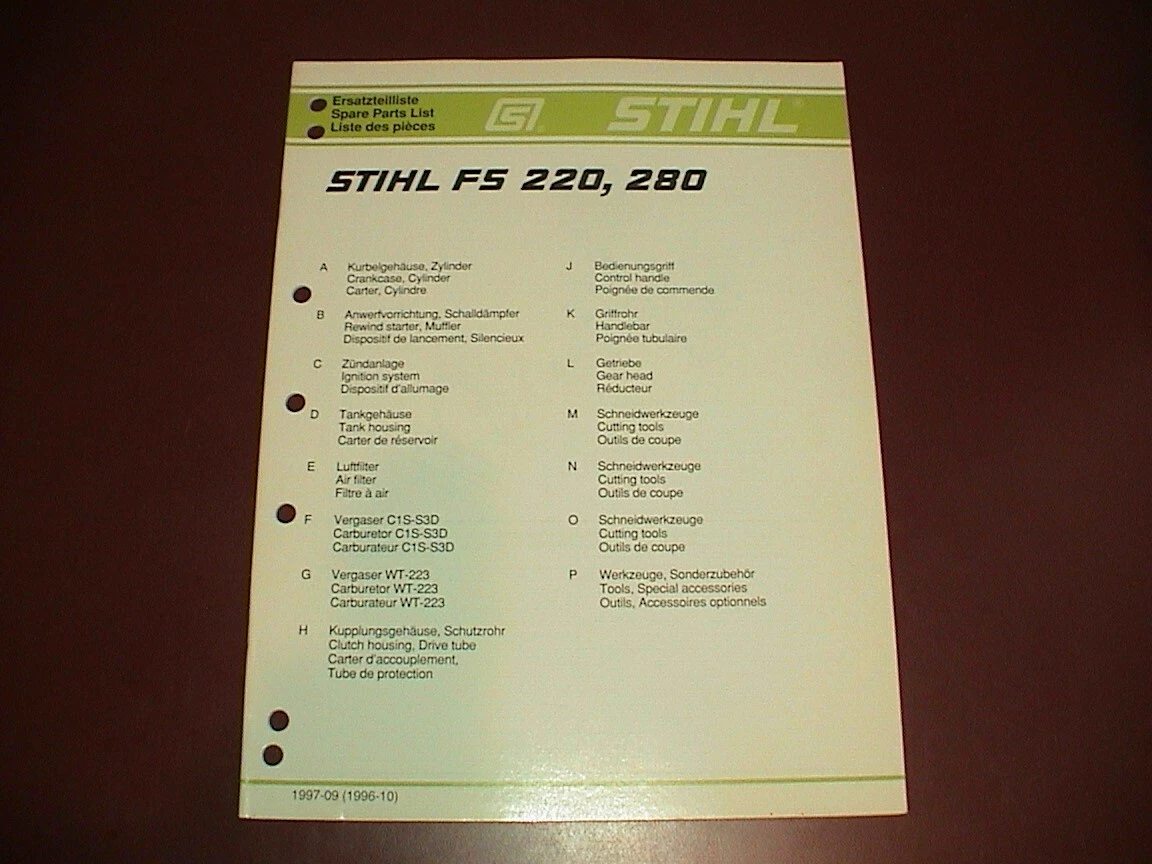 Ersatzteilliste
Spare Parts List
Liste des pièces
STIHL®
STIHL FS 220, 280
A Kurbelgehäuse, Zylinder
Crankcase, Cylinder
Carter, Cylindre
B Anwerfvorrichtung, Schalldämpfer
Rewind starter, Muffler
Dispositif de lancement, Silencieux
C Zündanlage
Ignition system
Dispositif d'allumage
D Tankgehäuse
Tank housing
Carter de réservoir
E Luftfilter
Air filter
Filtre à air
F Vergaser C1S-S3D
Carburetor C1S-S3D
Carburateur C1S-S3D
G Vergaser WT-223
Carburetor WT-223
Carburateur WT-223
H Kupplungsgehäuse, Schutzrohr
Clutch housing, Drive tube
Carter d'accouplement,
Tube de protection
J Bedienungsgriff
Control handle
Poignée de commende
K Griffrohr
Handlebar
Poignée tubulaire
L Getriebe
Gear head
Réducteur
M Schneidwerkzeuge
Cutting tools
Outils de coupe
N Schneidwerkzeuge
Cutting tools
Outils de coupe
O Schneidwerkzeuge
Cutting tools
Outils de coupe
P Werkzeuge, Sonderzubehör
Tools, Special accessories
Outils, Accessoires optionnels
1997-09 (1996-10)